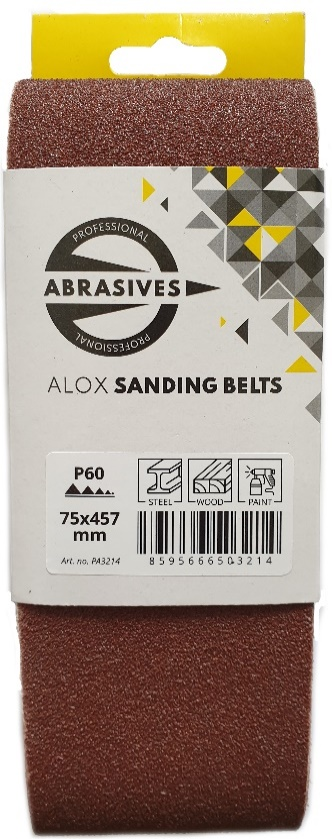 PROFESSIONAL
ABRASIVES
PROFESSIONAL
ALOX SANDING BELTS
P60
75x457
mm
Art. no. PA3214
STEEL
WOOD
PAINT
8595666503214